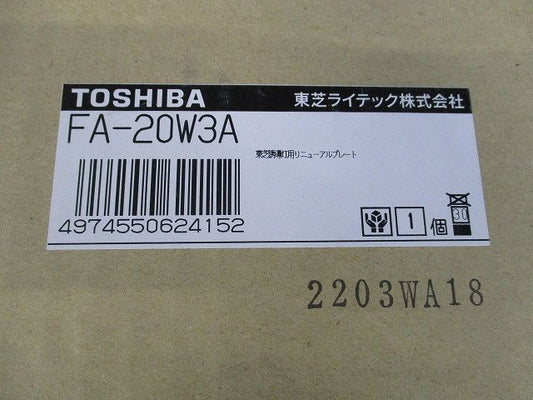 TOSHIBA 東芝ライテック株式会社
FA-20W3A
東芝誘導灯用リニューアルプレート
4974550624152
1 個
30
2203WA18